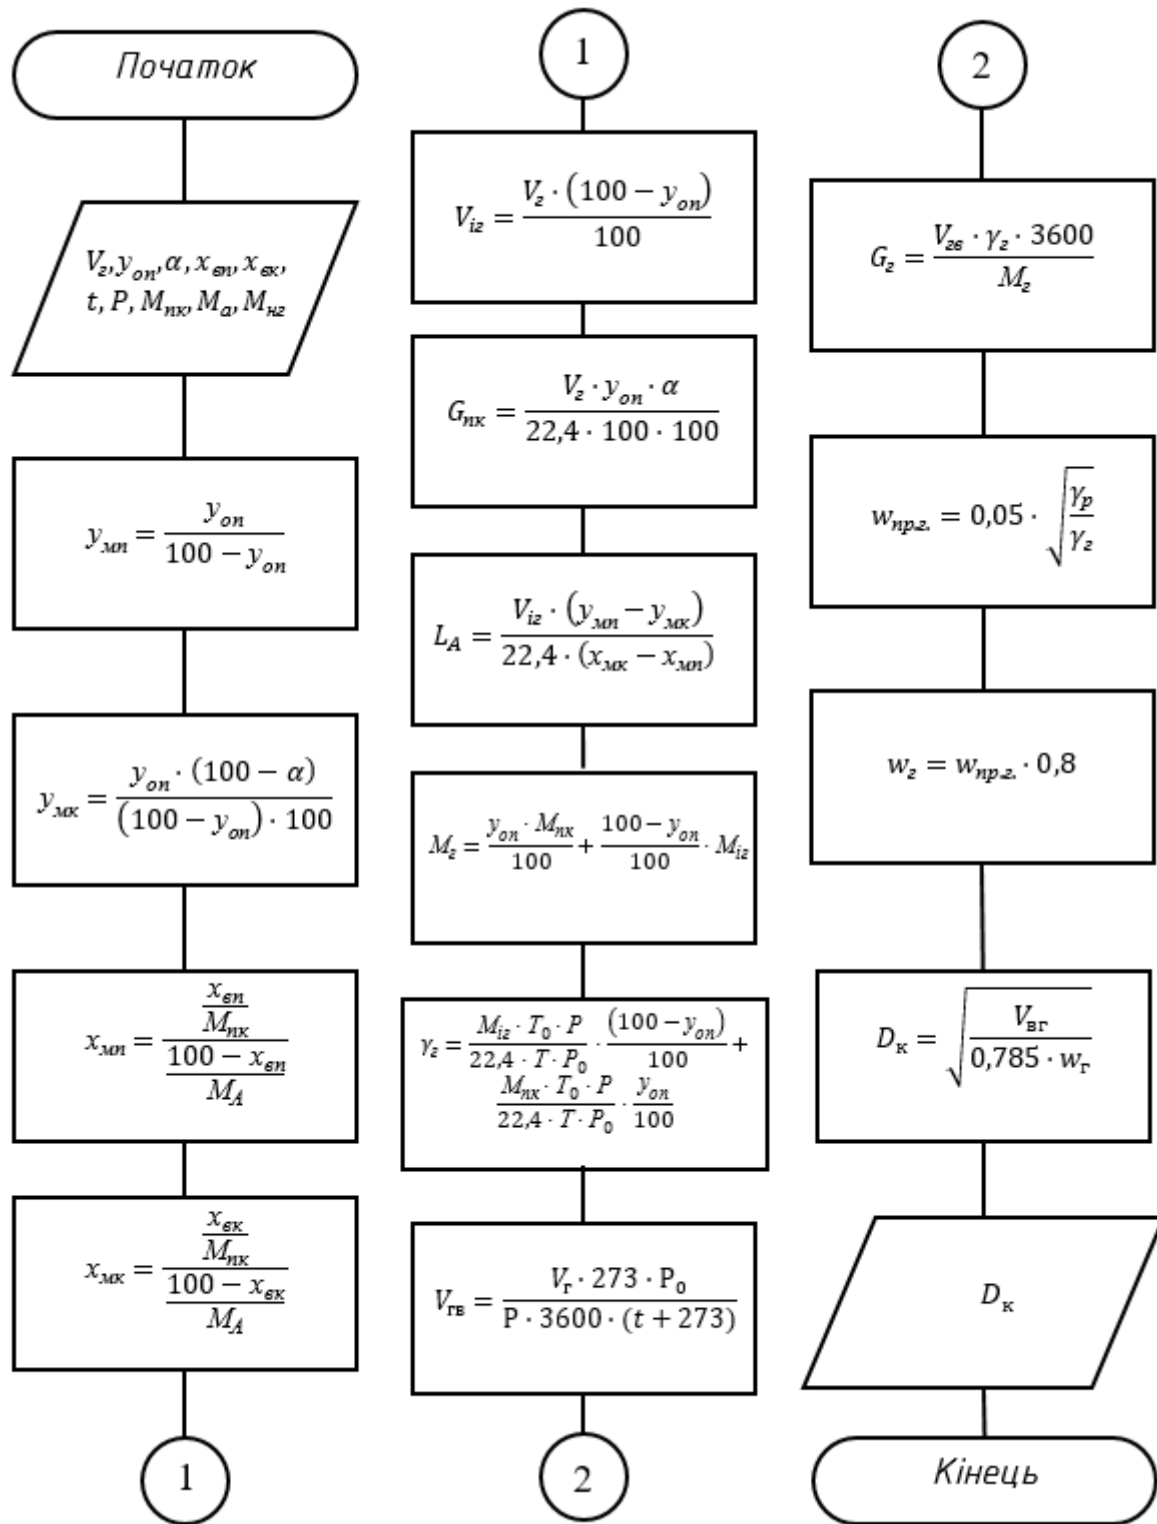 Початок
V_г, y_оп, α, x_вп, x_вк,
t, P, M_пк, M_а, M_нг
y_мп = y_оп / (100 − y_оп)
y_мк = (y_оп · (100 − α)) / ((100 − y_оп) · 100)
x_мп = (x_вп / M_пк) / ((100 − x_вп) / M_А)
x_мк = (x_вк / M_пк) / ((100 − x_вк) / M_А)
1
1
V_іг = (V_г · (100 − y_оп)) / 100
G_пк = (V_г · y_оп · α) / (22,4 · 100 · 100)
L_A = (V_іг · (y_мп − y_мк)) / (22,4 · (x_мк − x_мп))
M_г = (y_оп · M_пк) / 100 + (100 − y_оп) / 100 · M_іг
γ_г = (M_іг · T_0 · P) / (22,4 · T · P_0) · (100 − y_оп) / 100 +
(M_пк · T_0 · P) / (22,4 · T · P_0) · y_оп / 100
V_гв = (V_г · 273 · P_0) / (P · 3600 · (t + 273))
2
2
G_г = (V_гв · γ_г · 3600) / M_г
w_пр.г. = 0,05 · √(γ_р / γ_г)
w_г = w_пр.г. · 0,8
D_к = √(V_вг / (0,785 · w_г))
D_к
Кінець